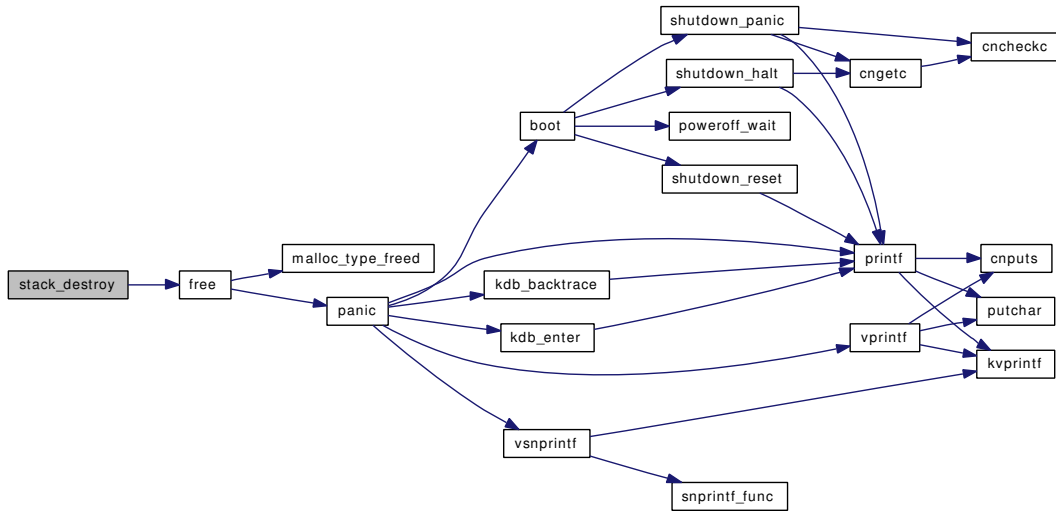 shutdown_panic
cncheckc
shutdown_halt
cngetc
boot
poweroff_wait
shutdown_reset
malloc_type_freed
printf
cnputs
stack_destroy
free
kdb_backtrace
panic
putchar
kdb_enter
vprintf
kvprintf
vsnprintf
snprintf_func